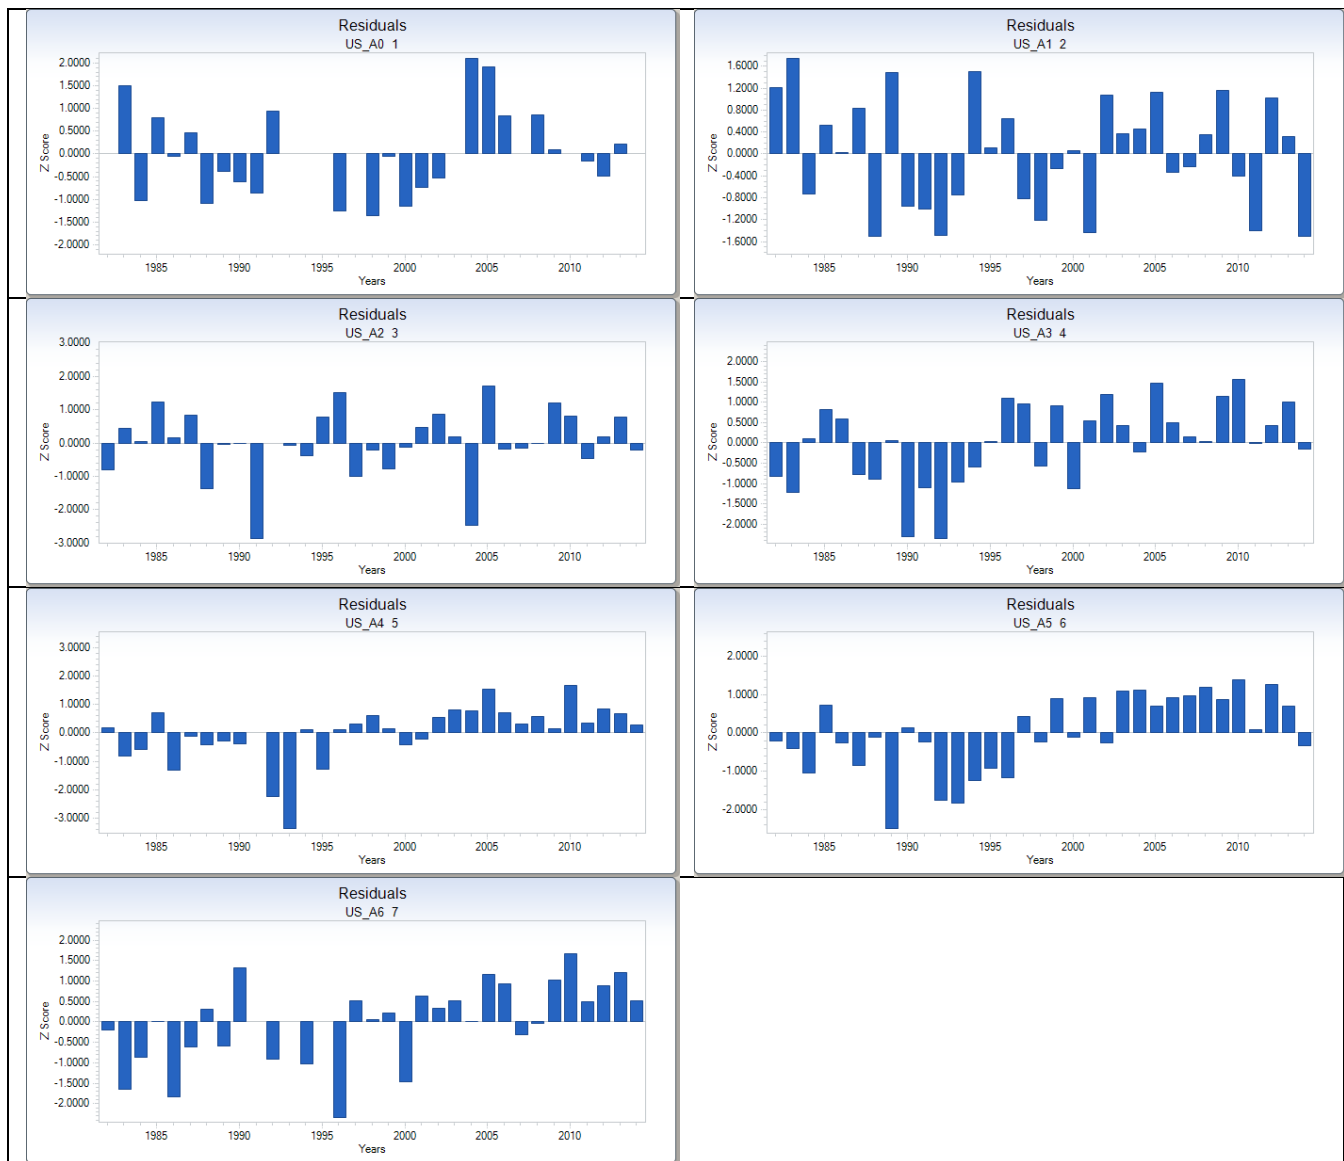 Residuals
US_A0 1
2.0000
1.5000
1.0000
0.5000
0.0000
-0.5000
-1.0000
-1.5000
-2.0000
Z Score
1985 1990 1995 2000 2005 2010
Years
Residuals
US_A1 2
1.6000
1.2000
0.8000
0.4000
0.0000
-0.4000
-0.8000
-1.2000
-1.6000
Z Score
1985 1990 1995 2000 2005 2010
Years
Residuals
US_A2 3
3.0000
2.0000
1.0000
0.0000
-1.0000
-2.0000
-3.0000
Z Score
1985 1990 1995 2000 2005 2010
Years
Residuals
US_A3 4
2.0000
1.5000
1.0000
0.5000
0.0000
-0.5000
-1.0000
-1.5000
-2.0000
Z Score
1985 1990 1995 2000 2005 2010
Years
Residuals
US_A4 5
3.0000
2.0000
1.0000
0.0000
-1.0000
-2.0000
-3.0000
Z Score
1985 1990 1995 2000 2005 2010
Years
Residuals
US_A5 6
2.0000
1.0000
0.0000
-1.0000
-2.0000
Z Score
1985 1990 1995 2000 2005 2010
Years
Residuals
US_A6 7
2.0000
1.5000
1.0000
0.5000
0.0000
-0.5000
-1.0000
-1.5000
-2.0000
Z Score
1985 1990 1995 2000 2005 2010
Years